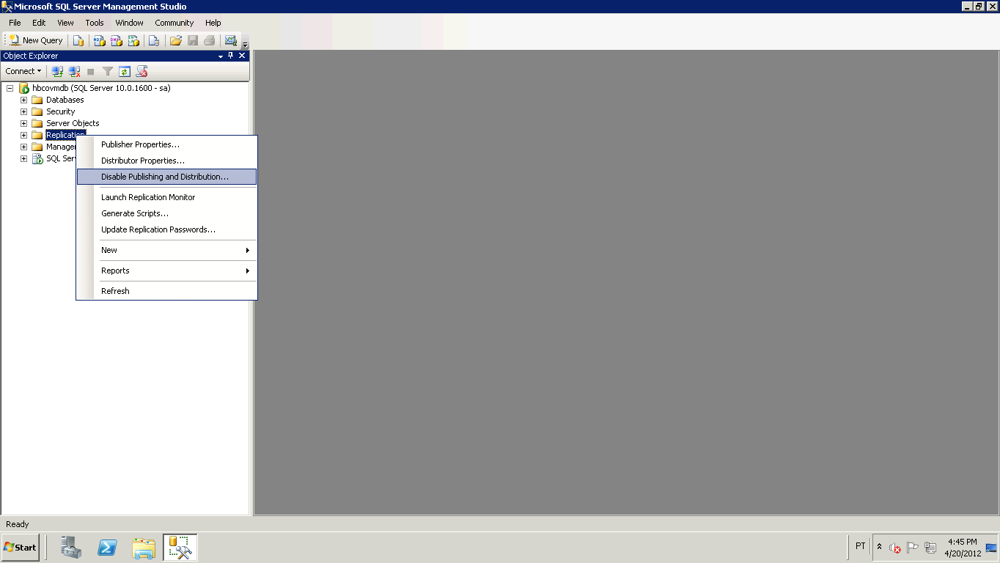 Microsoft SQL Server Management Studio
File Edit View Tools Window Community Help
New Query
Object Explorer
Connect
hbcovmdb (SQL Server 10.0.1600 - sa)
Databases
Security
Server Objects
Replication
Manage
SQL Ser
Publisher Properties...
Distributor Properties...
Disable Publishing and Distribution...
Launch Replication Monitor
Generate Scripts...
Update Replication Passwords...
New
Reports
Refresh
Ready
Start
PT
4:45 PM
4/20/2012